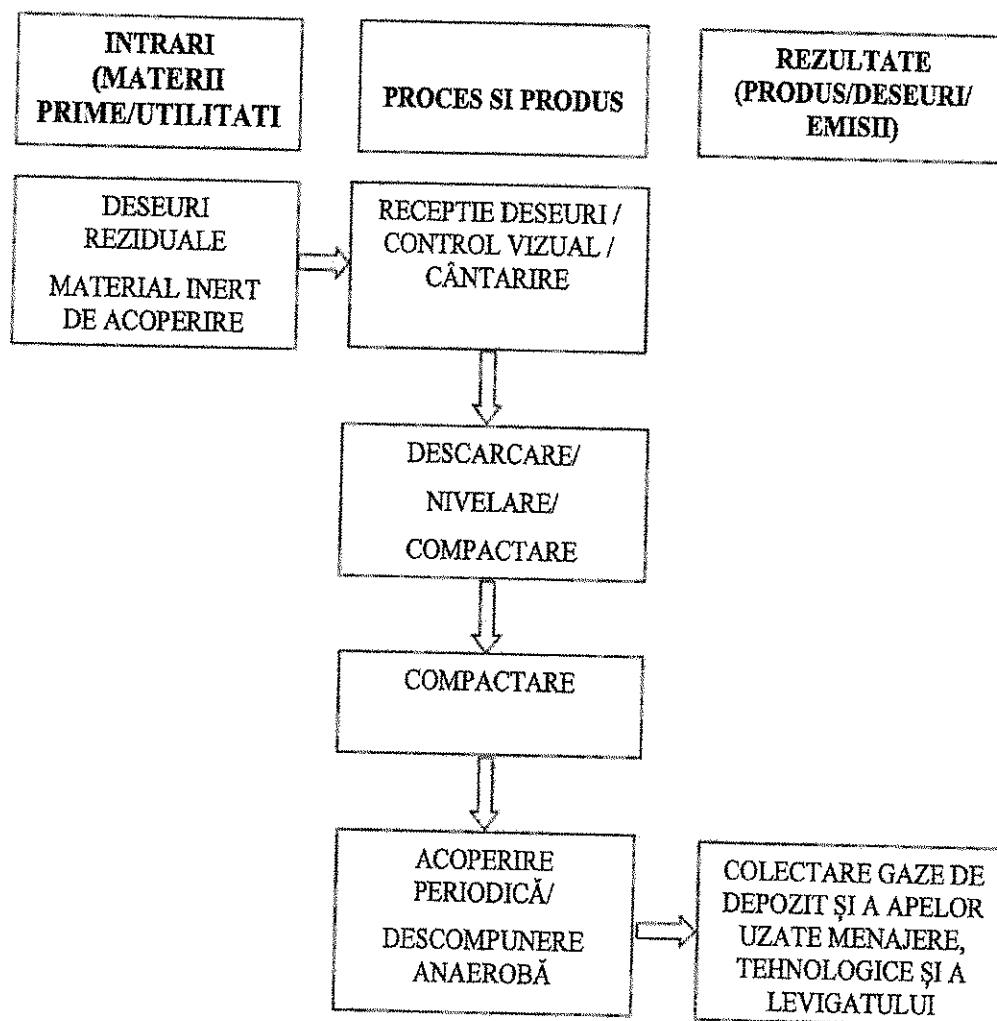 INTRARI
(MATERII
PRIME/UTILITATI
PROCES SI PRODUS
REZULTATE
(PRODUS/DESEURI/
EMISII)
DESEURI
REZIDUALE
MATERIAL INERT
DE ACOPERIRE
RECEPTIE DESEURI /
CONTROL VIZUAL /
CÂNTARIRE
DESCARCARE/
NIVELARE/
COMPACTARE
COMPACTARE
ACOPERIRE
PERIODICĂ/
DESCOMPUNERE
ANAEROBĂ
COLECTARE GAZE DE
DEPOZIT ȘI A APELOR
UZATE MENAJERE,
TEHNOLOGICE ȘI A
LEVIGATULUI